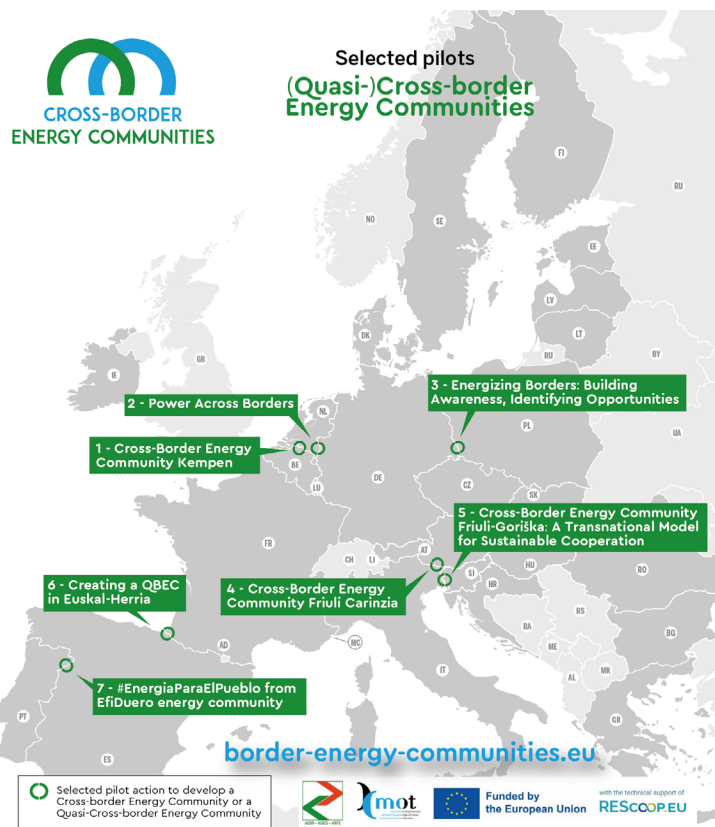 Selected pilots
(Quasi-)Cross-border
Energy Communities
CROSS-BORDER
ENERGY COMMUNITIES
FI
RU
NO
SE
EE
LV
LT
DK
RU
BY
IE
GB
NL
PL
UA
2 - Power Across Borders
3 - Energizing Borders: Building
Awareness, Identifying Opportunities
1 - Cross-Border Energy
Community Kempen
BE
DE
LU
CZ
SK
5 - Cross-Border Energy Community
Friuli-Goriška: A Transnational Model
for Sustainable Cooperation
FR
CH
LI
AT
HU
SI
HR
RO
6 - Creating a QBEC
in Euskal-Herria
4 - Cross-Border Energy
Community Friuli Carinzia
BA
RS
AD
MC
IT
ME
BG
MK
AL
7 - #EnergiaParaElPueblo from
EfiDuero energy community
PT
GR
ES
border-energy-communities.eu
Selected pilot action to develop a
Cross-border Energy Community or a
Quasi-Cross-border Energy Community
AEBR - AGEG - ARFE
mot
Funded by
the European Union
with the technical support of
REScoop.EU